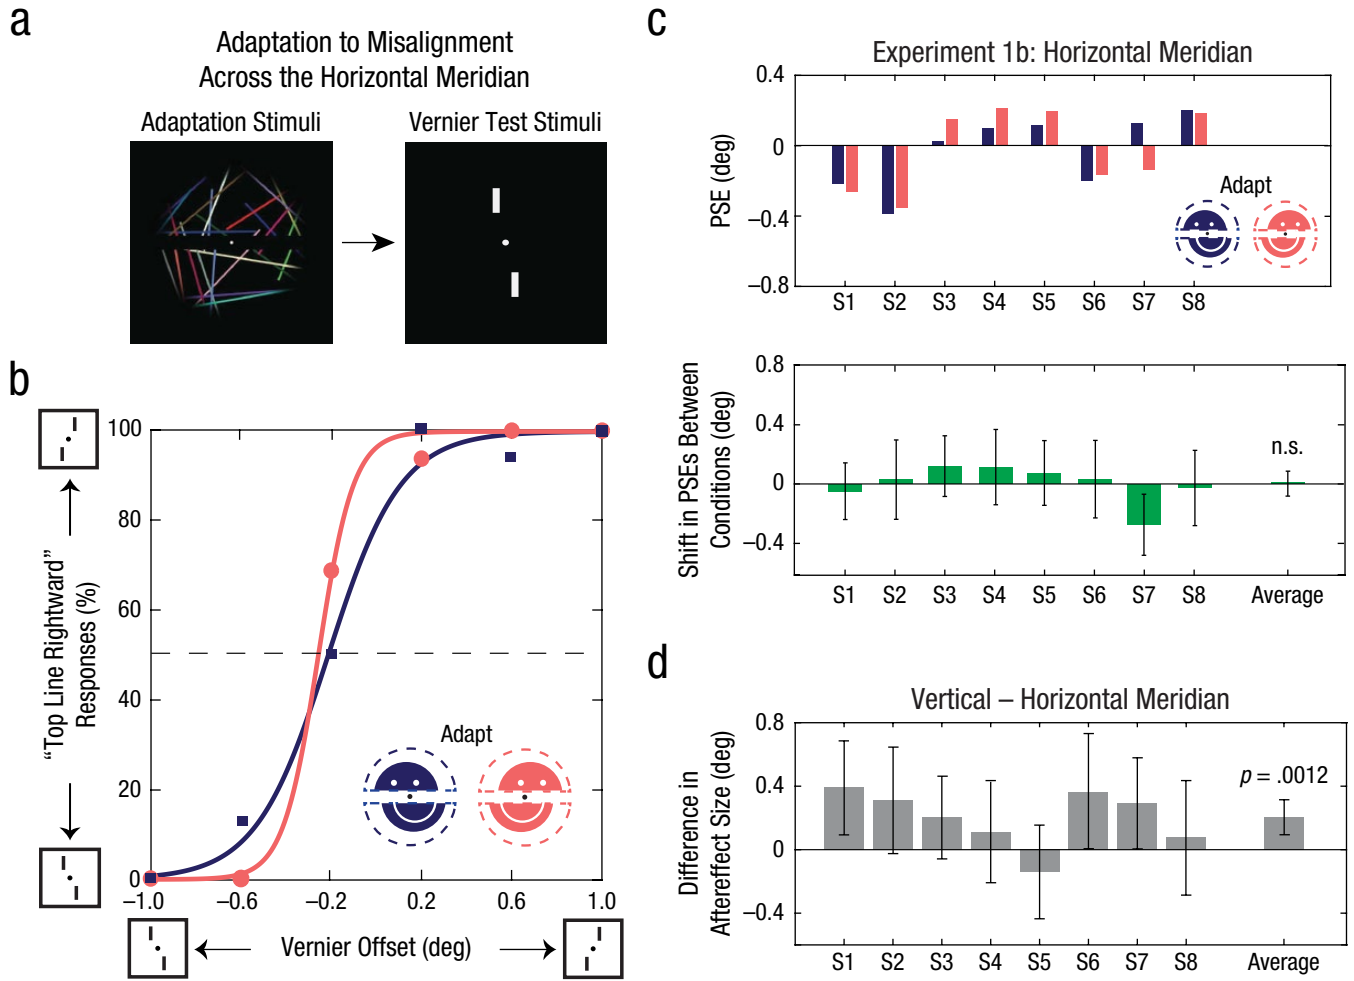 a
Adaptation to Misalignment
Across the Horizontal Meridian
Adaptation Stimuli
Vernier Test Stimuli
b
100
80
60
40
20
0
"Top Line Rightward"
Responses (%)
Adapt
–1.0
–0.6
–0.2
0.2
0.6
1.0
Vernier Offset (deg)
c
Experiment 1b: Horizontal Meridian
0.4
0
–0.4
–0.8
PSE (deg)
Adapt
S1 S2 S3 S4 S5 S6 S7 S8
0.8
0.4
0
–0.4
Shift in PSEs Between
Conditions (deg)
n.s.
S1 S2 S3 S4 S5 S6 S7 S8 Average
d
Vertical – Horizontal Meridian
0.8
0.4
0
–0.4
Difference in
Aftereffect Size (deg)
p = .0012
S1 S2 S3 S4 S5 S6 S7 S8 Average